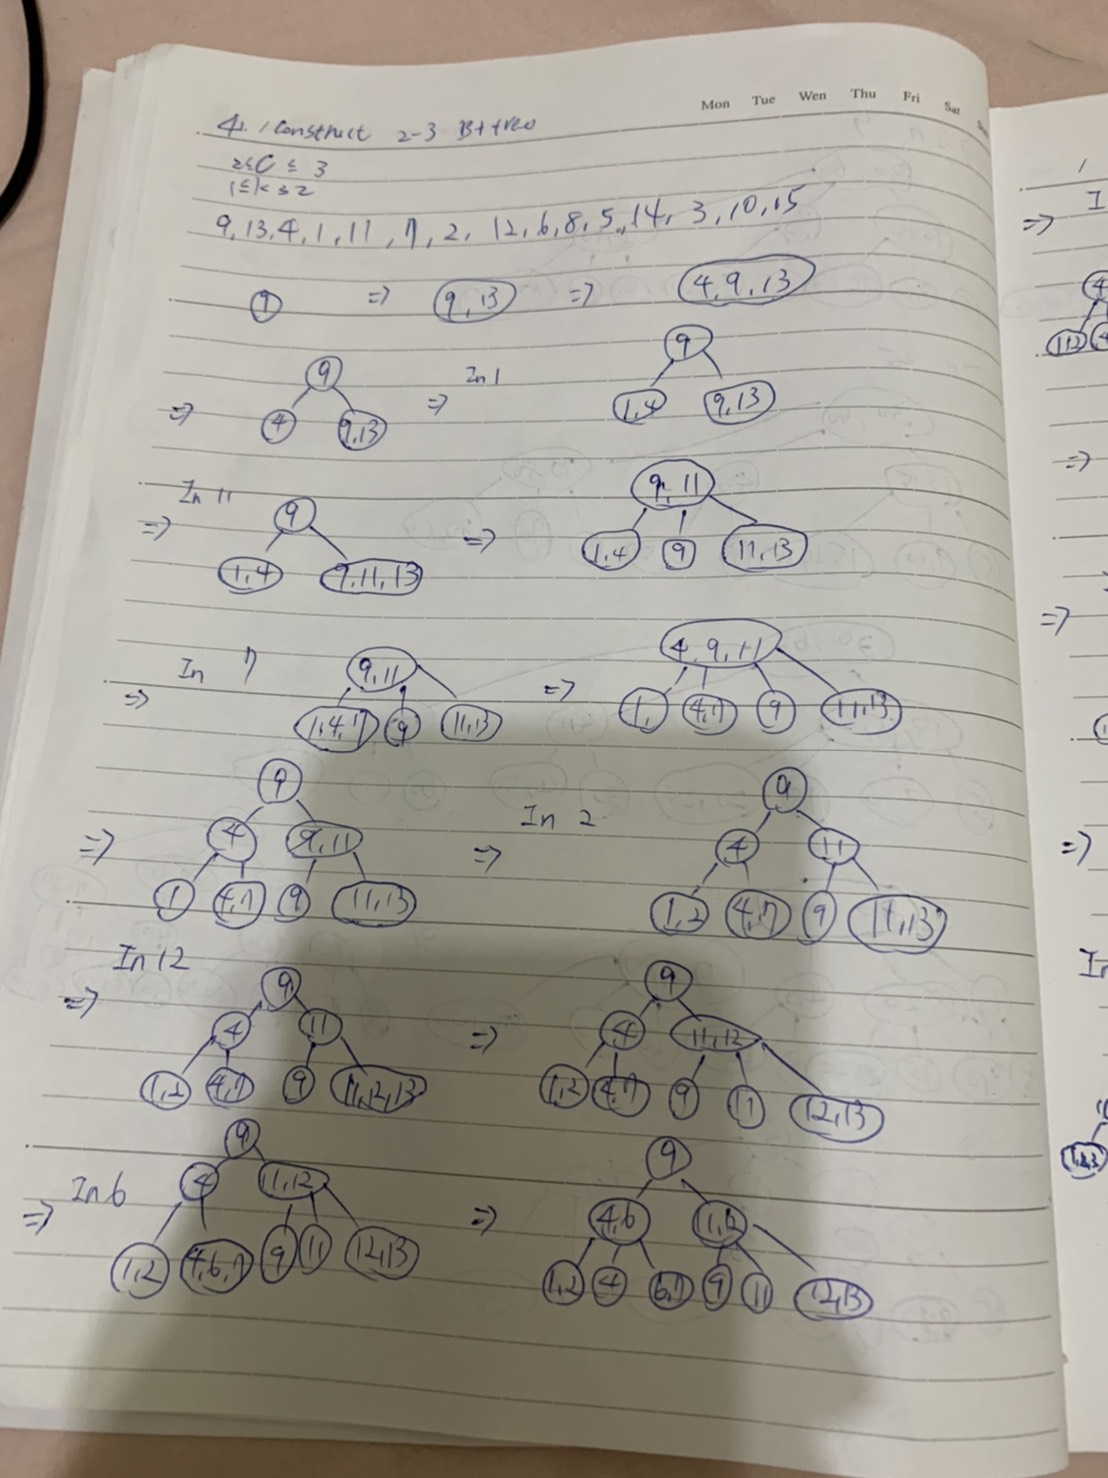 Mon Tue Wen Thu Fri Sat
4. / Construct 2-3 B+ tree
2≤C ≤ 3
1≤k≤2
9, 13, 4, 1, 11, 7, 2, 12, 6, 8, 5, 14, 3, 10, 15
9 => 9, 13 => 4, 9, 13
=> 9 In 1 => 9
4 9,13 1,4 9,13
In 11 => 9 => 9, 11
1,4 9,11,13 1,4 9 11,13
In 7 => 9,11 => 4, 9, 11
1,4,7 9 11,13 1, 4,7 9 11,13
=> 9 In 2 => 9
4 9,11 4 11
1 4,7 9 11,13 1,2 4,7 9 11,13
In 12 => 9 => 9
4 11 4 11,12
1,2 4,7 9 11,12,13 1,2 4,7 9 11 12,13
In 6 => 9 => 9
4 11,12 4,6 11,12
1,2 4,6,7 9 11 12,13 1,2 4 6,7 9 11 12,13
=>
=>
=>
=>